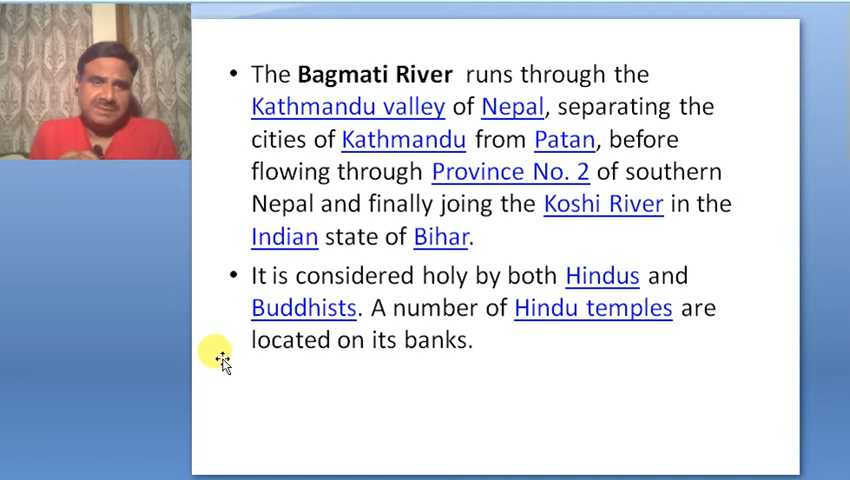 • The Bagmati River runs through the
Kathmandu valley of Nepal, separating the
cities of Kathmandu from Patan, before
flowing through Province No. 2 of southern
Nepal and finally joing the Koshi River in the
Indian state of Bihar.
• It is considered holy by both Hindus and
Buddhists. A number of Hindu temples are
located on its banks.